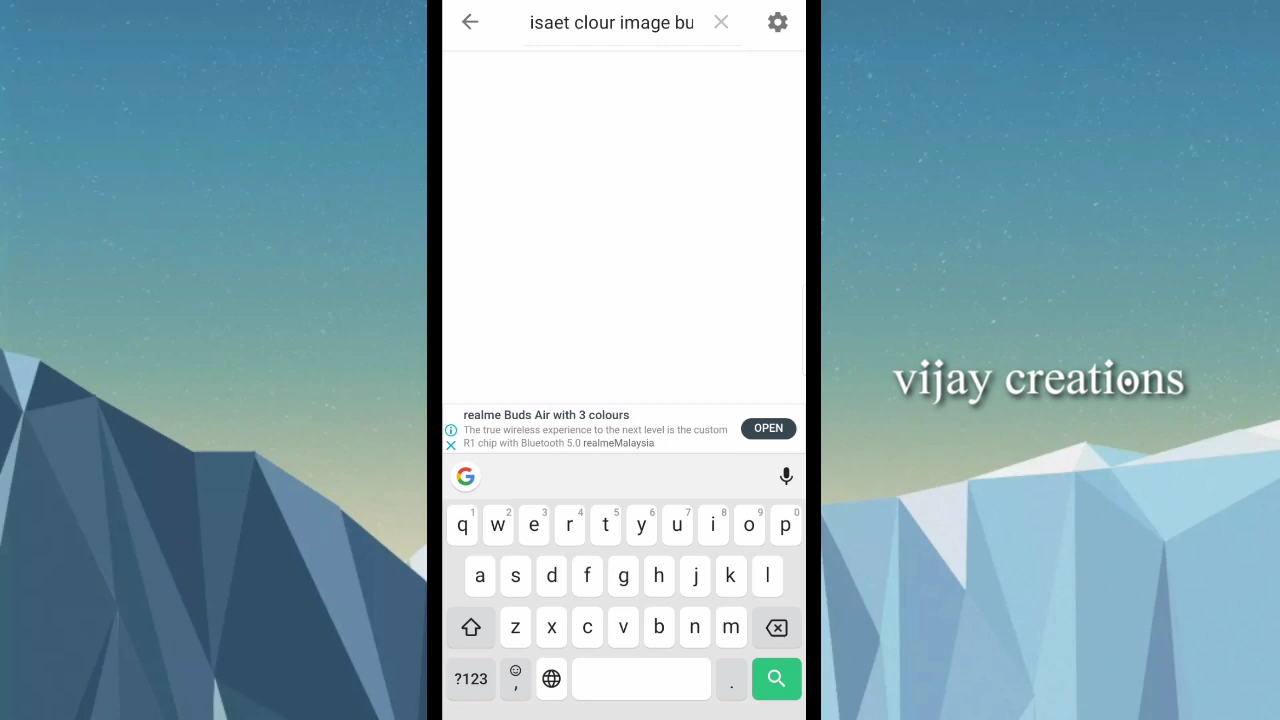 isaet clour image bu
realme Buds Air with 3 colours
The true wireless experience to the next level is the custom
R1 chip with Bluetooth 5.0 realmeMalaysia
OPEN
vijay creations
G
1 2 3 4 5 6 7 8 9 0
q w e r t y u i o p
a s d f g h j k l
z x c v b n m
?123 , .